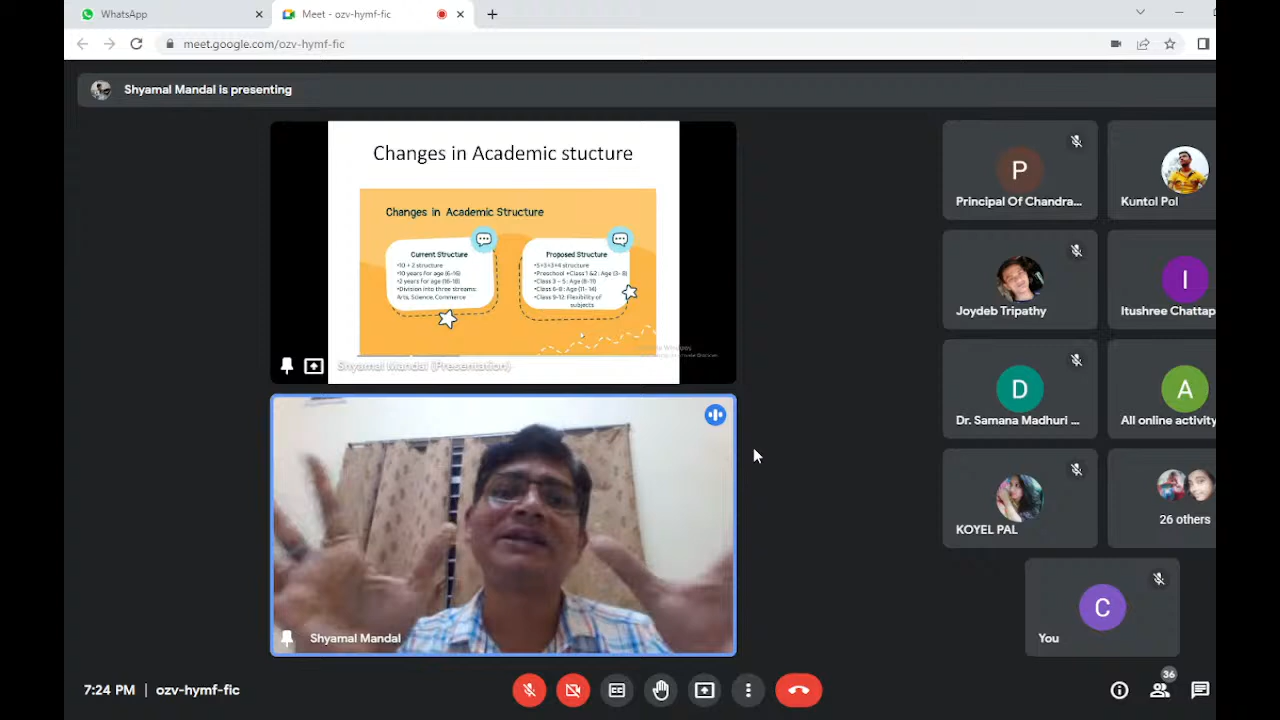 WhatsApp
Meet - ozv-hymf-fic
meet.google.com/ozv-hymf-fic
Shyamal Mandal is presenting
Changes in Academic stucture
Changes in Academic Structure
Current Structure
•10 + 2 structure
•10 years for age (6-16)
•2 years for age (16-18)
•Division into three streams:
Arts, Science, Commerce
Proposed Structure
•5+3+3+4 structure
•Preschool +Class 1 &2 : Age (3- 8)
•Class 3 - 5 : Age (8-11)
•Class 6-8 : Age (11- 14)
•Class 9-12: Flexibility of
subjects
Shyamal Mandal (Presentation)
Shyamal Mandal
P
Principal Of Chandra...
Kuntol Pol
Joydeb Tripathy
I
Itushree Chattap
D
Dr. Samana Madhuri ...
A
All online activity
KOYEL PAL
26 others
C
You
7:24 PM | ozv-hymf-fic
36